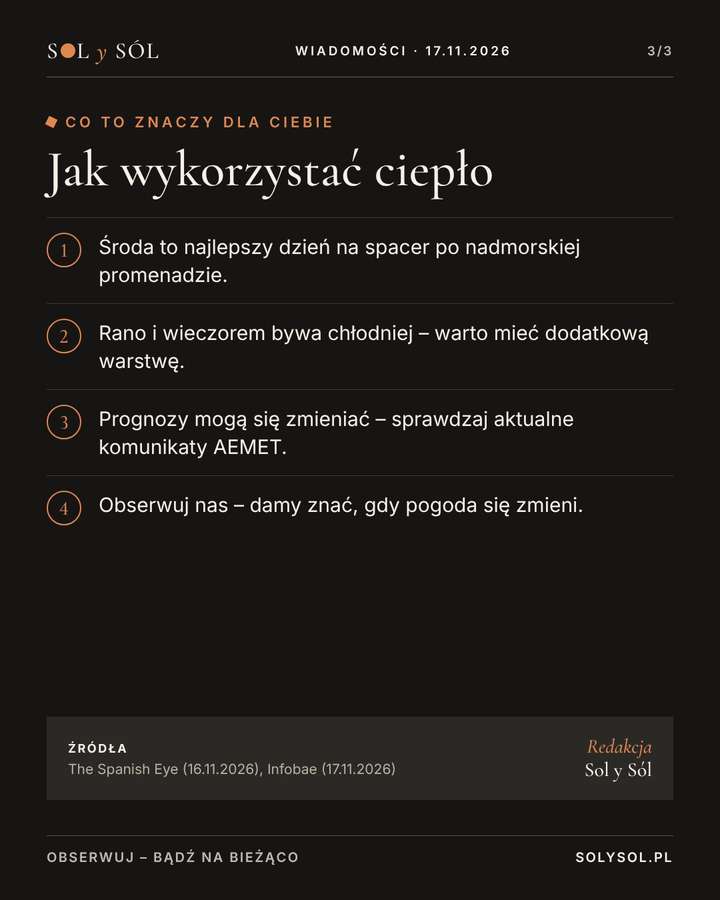 SOL y SÓL
WIADOMOŚCI · 17.11.2026
3/3
CO TO ZNACZY DLA CIEBIE
Jak wykorzystać ciepło
1 Środa to najlepszy dzień na spacer po nadmorskiej
promenadzie.
2 Rano i wieczorem bywa chłodniej – warto mieć dodatkową
warstwę.
3 Prognozy mogą się zmieniać – sprawdzaj aktualne
komunikaty AEMET.
4 Obserwuj nas – damy znać, gdy pogoda się zmieni.
ŹRÓDŁA
The Spanish Eye (16.11.2026), Infobae (17.11.2026)
Redakcja
Sol y Sól
OBSERWUJ – BĄDŹ NA BIEŻĄCO
SOLYSOL.PL